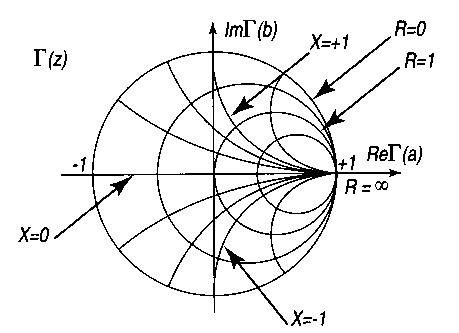 ImΓ(b)
R=0
X=+1
Γ(z)
R=1
-1
+1
ReΓ(a)
R = ∞
X=0
X=-1